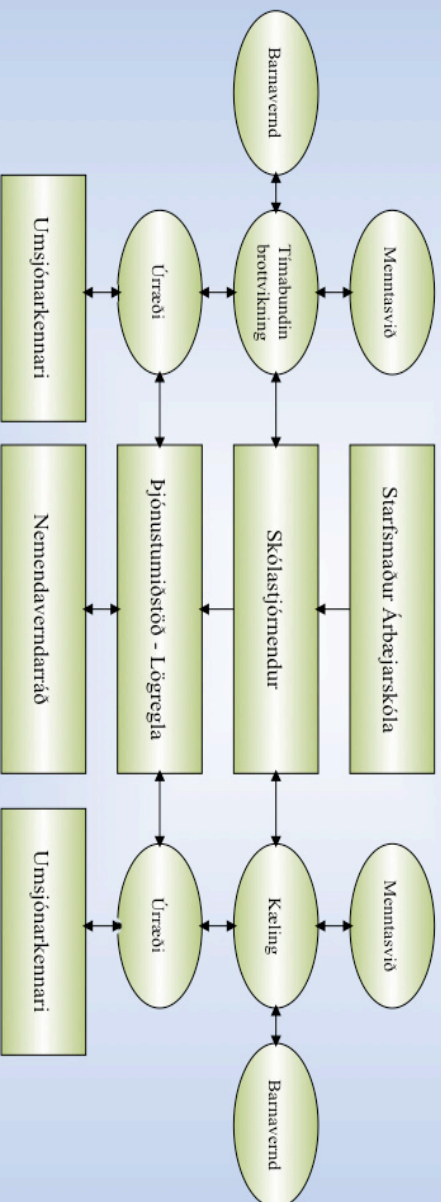 Menntasvið
Starfsmaður Árbæjarskóla
Menntasvið
Barnavernd
Tímabundin
brottvikning
Skólastjórnendur
Kæling
Barnavernd
Úrræði
Þjónustumiðstöð - Lögregla
Úrræði
Umsjónarkennari
Nemendaverndarráð
Umsjónarkennari